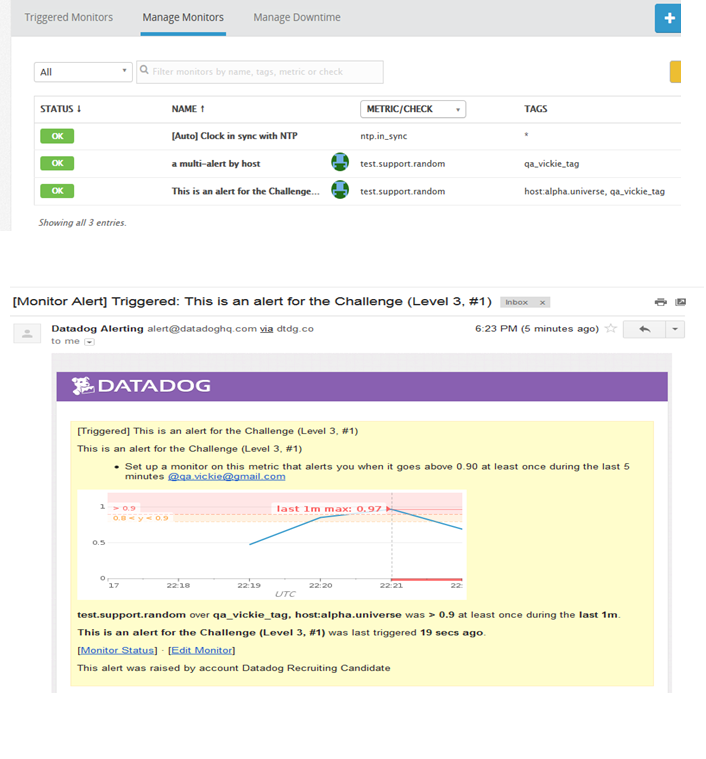 Triggered Monitors Manage Monitors Manage Downtime
+
All Filter monitors by name, tags, metric or check
STATUS ↓ NAME ↑ METRIC/CHECK TAGS
OK [Auto] Clock in sync with NTP ntp.in_sync *
OK a multi-alert by host test.support.random qa_vickie_tag
OK This is an alert for the Challenge... test.support.random host:alpha.universe, qa_vickie_tag
Showing all 3 entries.
[Monitor Alert] Triggered: This is an alert for the Challenge (Level 3, #1) Inbox x
Datadog Alerting alert@datadoghq.com via dtdg.co 6:23 PM (5 minutes ago)
to me
DATADOG
[Triggered] This is an alert for the Challenge (Level 3, #1)
This is an alert for the Challenge (Level 3, #1)
• Set up a monitor on this metric that alerts you when it goes above 0.90 at least once during the last 5
minutes @qa.vickie@gmail.com
1 > 0.9 last 1m max: 0.97
0.8 < y < 0.9
0.5
0
17 22:18 22:19 22:20 22:21 22:
UTC
test.support.random over qa_vickie_tag, host:alpha.universe was > 0.9 at least once during the last 1m.
This is an alert for the Challenge (Level 3, #1) was last triggered 19 secs ago.
[Monitor Status] · [Edit Monitor]
This alert was raised by account Datadog Recruiting Candidate